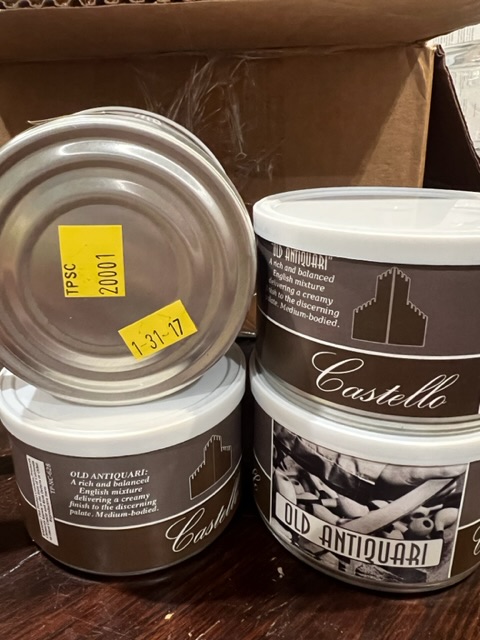 TPSC
20001
1-31-17
OLD ANTIQUARI
A rich and balanced
English mixture
delivering a creamy
finish to the discerning
palate. Medium-bodied.
Castello
OLD ANTIQUARI:
A rich and balanced
English mixture
delivering a creamy
finish to the discerning
palate. Medium-bodied.
Castello
OLD ANTIQUARI